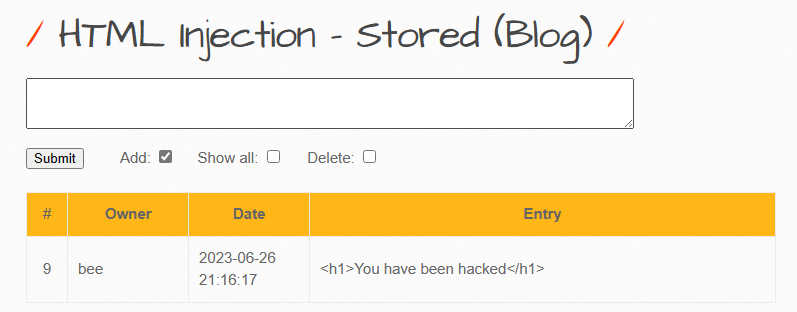 / HTML Injection - Stored (Blog) /
Submit Add: Show all: Delete:
# Owner Date Entry
9 bee 2023-06-26 <h1>You have been hacked</h1>
21:16:17